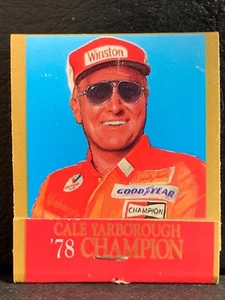 Winston
GOODYEAR
CHAMPION
CALE YARBOROUGH
'78 CHAMPION